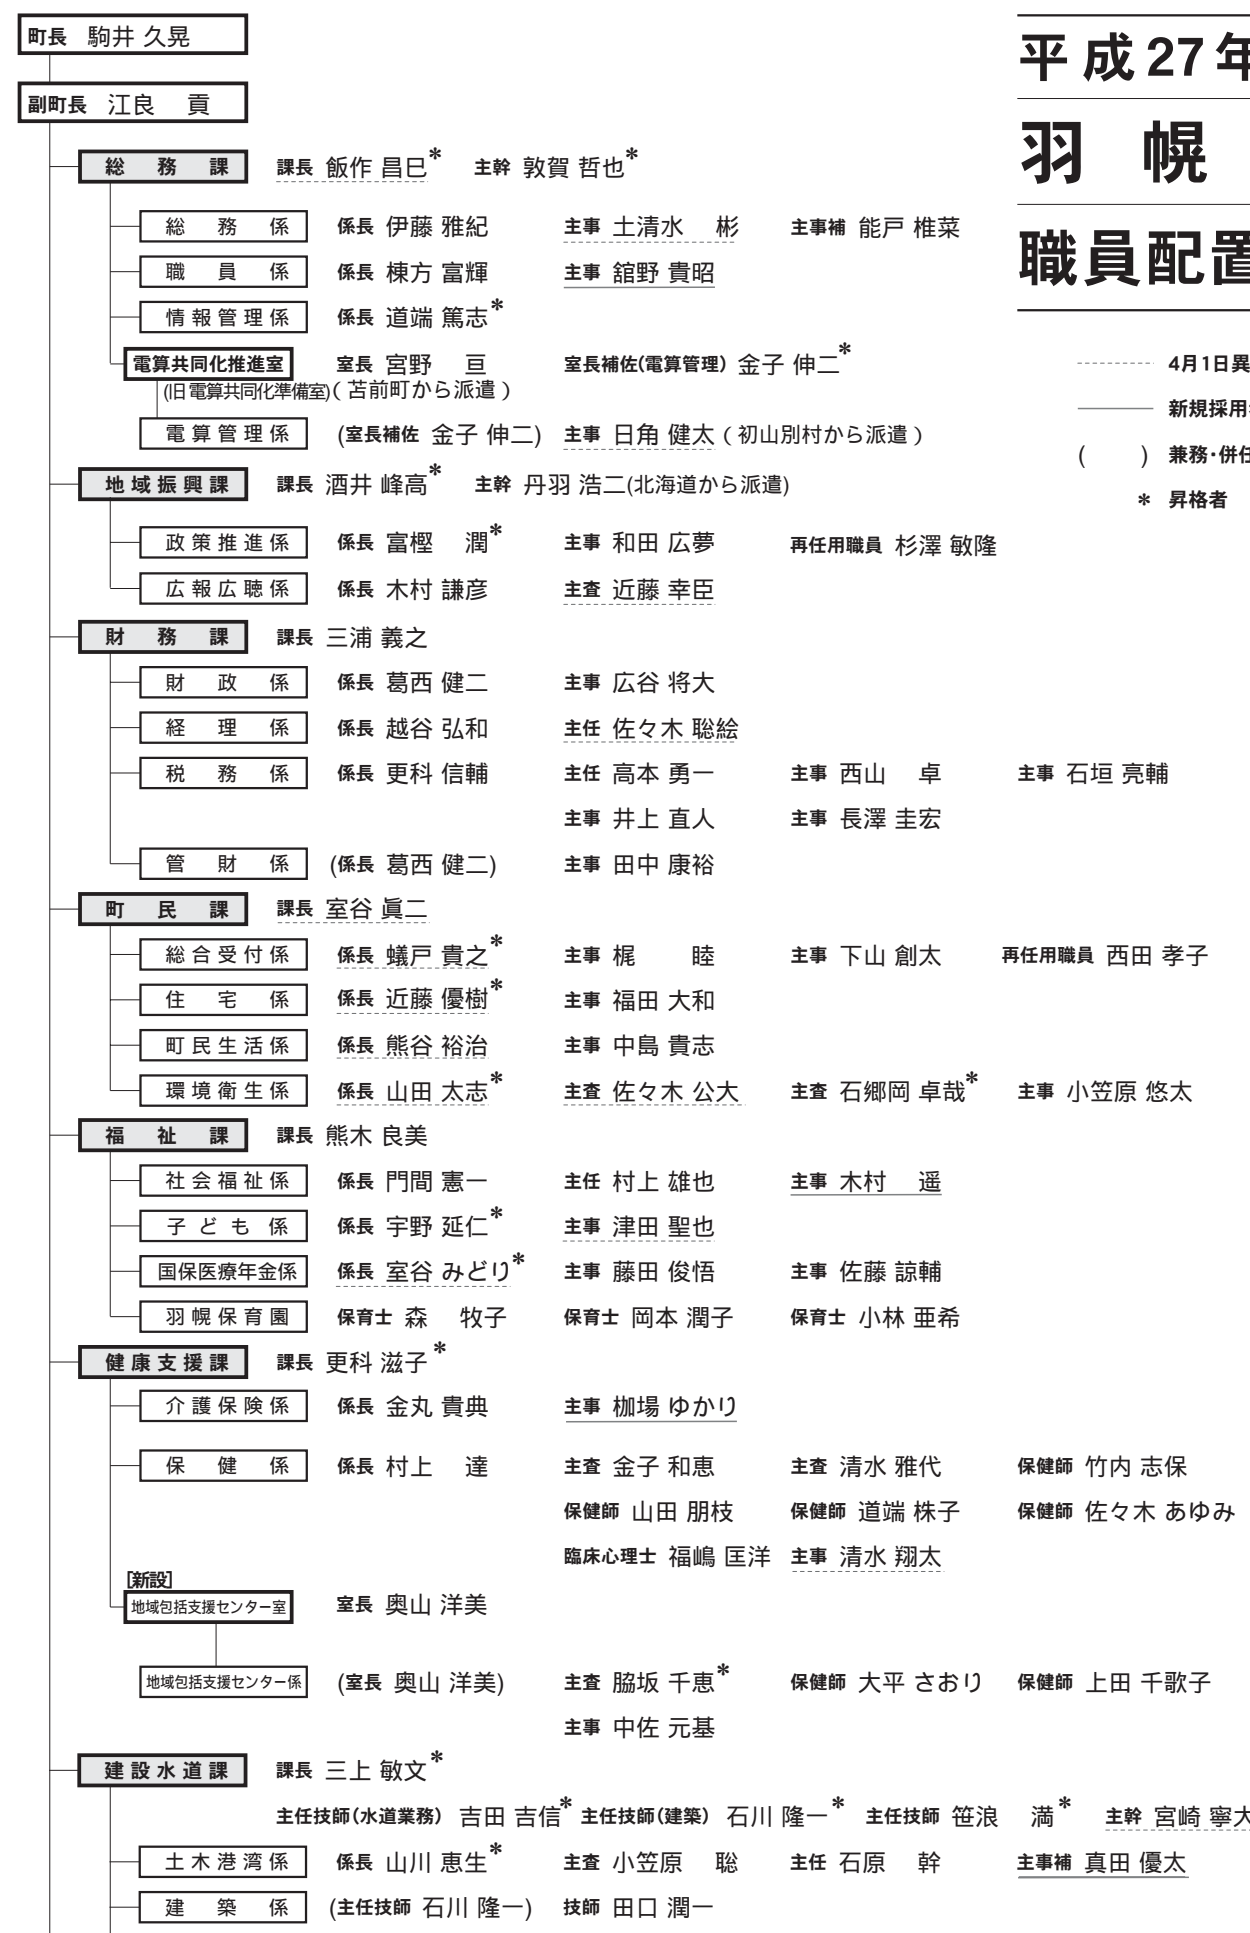 町長 駒井 久晃
副町長 江良 貢
平成27年
羽 幌
職員配置
4月1日異
新規採用
( ) 兼務・併任
* 昇格者
総務課 課長 飯作 昌巳* 主幹 敦賀 哲也*
総務係 係長 伊藤 雅紀 主事 土清水 彬 主事補 能戸 椎菜
職員係 係長 棟方 富輝 主事 舘野 貴昭
情報管理係 係長 道端 篤志*
電算共同化推進室 室長 宮野 亘 室長補佐(電算管理) 金子 伸二*
(旧電算共同化準備室) ( 苫前町から派遣 )
電算管理係 (室長補佐 金子 伸二) 主事 日角 健太 ( 初山別村から派遣 )
地域振興課 課長 酒井 峰高* 主幹 丹羽 浩二(北海道から派遣)
政策推進係 係長 富樫 潤* 主事 和田 広夢 再任用職員 杉澤 敏隆
広報広聴係 係長 木村 謙彦 主査 近藤 幸臣
財務課 課長 三浦 義之
財政係 係長 葛西 健二 主事 広谷 将大
経理係 係長 越谷 弘和 主任 佐々木 聡絵
税務係 係長 更科 信輔 主任 高本 勇一 主事 西山 卓 主事 石垣 亮輔
主事 井上 直人 主事 長澤 圭宏
管財係 (係長 葛西 健二) 主事 田中 康裕
町民課 課長 室谷 眞二
総合受付係 係長 蟻戸 貴之* 主事 梶 睦 主事 下山 創太 再任用職員 西田 孝子
住宅係 係長 近藤 優樹* 主事 福田 大和
町民生活係 係長 熊谷 裕治 主事 中島 貴志
環境衛生係 係長 山田 太志* 主査 佐々木 公大 主査 石郷岡 卓哉* 主事 小笠原 悠太
福祉課 課長 熊木 良美
社会福祉係 係長 門間 憲一 主任 村上 雄也 主事 木村 遥
子ども係 係長 宇野 延仁* 主事 津田 聖也
国保医療年金係 係長 室谷 みどり* 主事 藤田 俊悟 主事 佐藤 諒輔
羽幌保育園 保育士 森 牧子 保育士 岡本 潤子 保育士 小林 亜希
健康支援課 課長 更科 滋子*
介護保険係 係長 金丸 貴典 主事 枷場 ゆかり
保健係 係長 村上 達 主査 金子 和恵 主査 清水 雅代 保健師 竹内 志保
保健師 山田 朋枝 保健師 道端 株子 保健師 佐々木 あゆみ
臨床心理士 福嶋 匡洋 主事 清水 翔太
[新設]
地域包括支援センター室 室長 奥山 洋美
地域包括支援センター係 (室長 奥山 洋美) 主査 脇坂 千恵* 保健師 大平 さおり 保健師 上田 千歌子
主事 中佐 元基
建設水道課 課長 三上 敏文*
主任技師(水道業務) 吉田 吉信* 主任技師(建築) 石川 隆一* 主任技師 笹浪 満* 主幹 宮崎 寧大
土木港湾係 係長 山川 恵生* 主査 小笠原 聡 主任 石原 幹 主事補 真田 優太
建築係 (主任技師 石川 隆一) 技師 田口 潤一